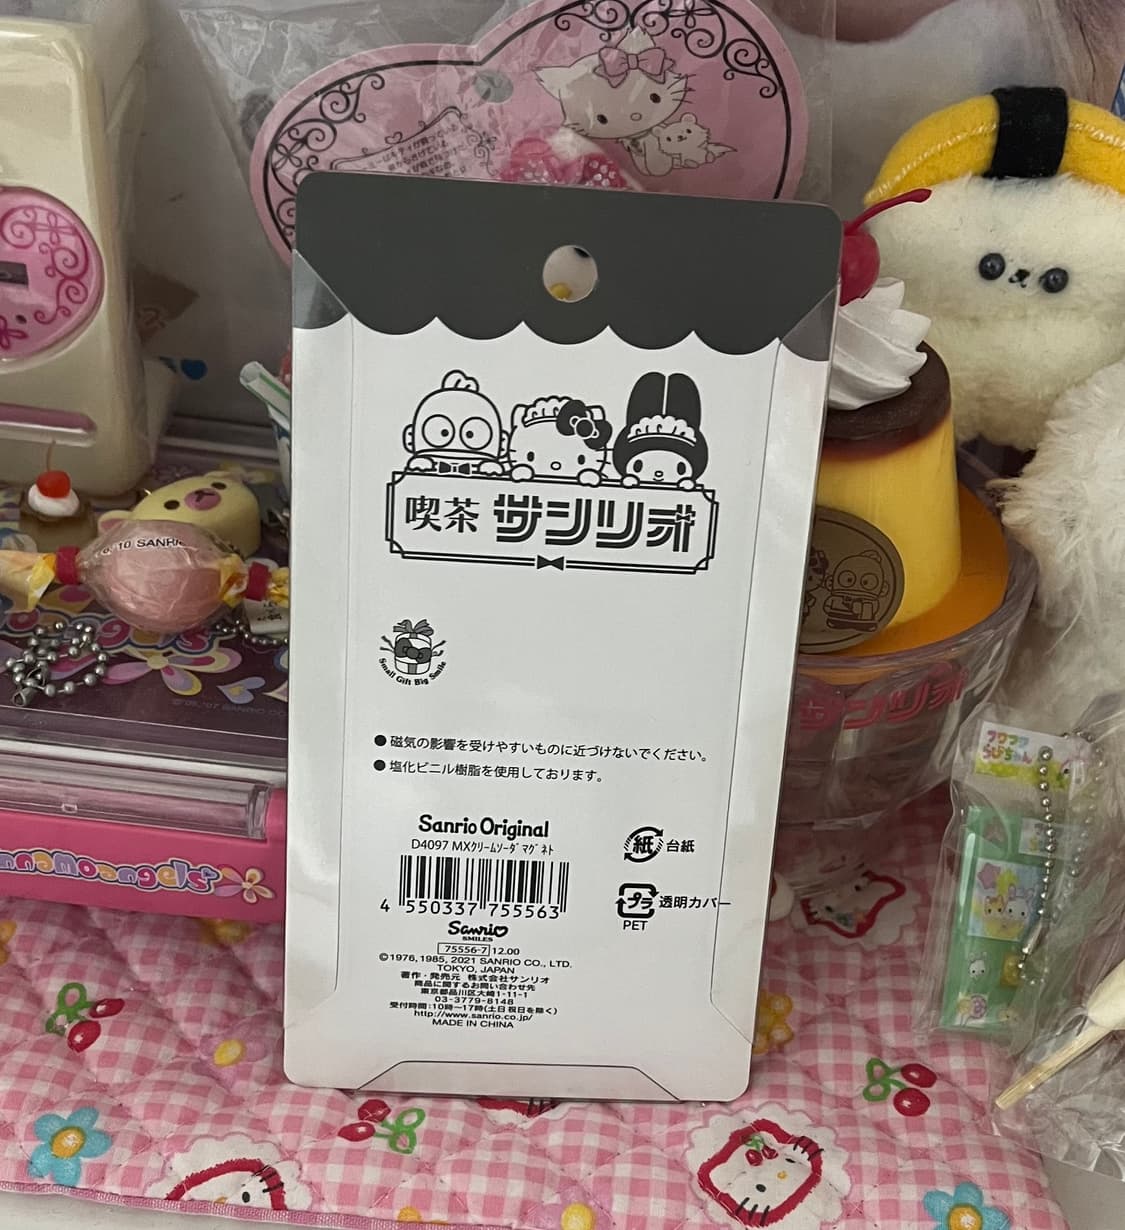 喫茶 サンリオ
Small Gift Big Smile
●磁気の影響を受けやすいものに近づけないでください。
●塩化ビニル樹脂を使用しております。
Sanrio Original
D4097 MXクリームソーダマグネト
4 550337 755563
Sanrio
SMILES
75556-7 12.00
©1976, 1985, 2021 SANRIO CO., LTD.
TOKYO, JAPAN
著作・発売元 株式会社サンリオ
商品に関するお問い合わせ先
東京都品川区大崎1-11-1
03-3779-8148
受付時間:10時〜17時(土日祝日を除く)
http://www.sanrio.co.jp/
MADE IN CHINA
紙 台紙
プラ 透明カバー
PET
サンリオ
SANRIO